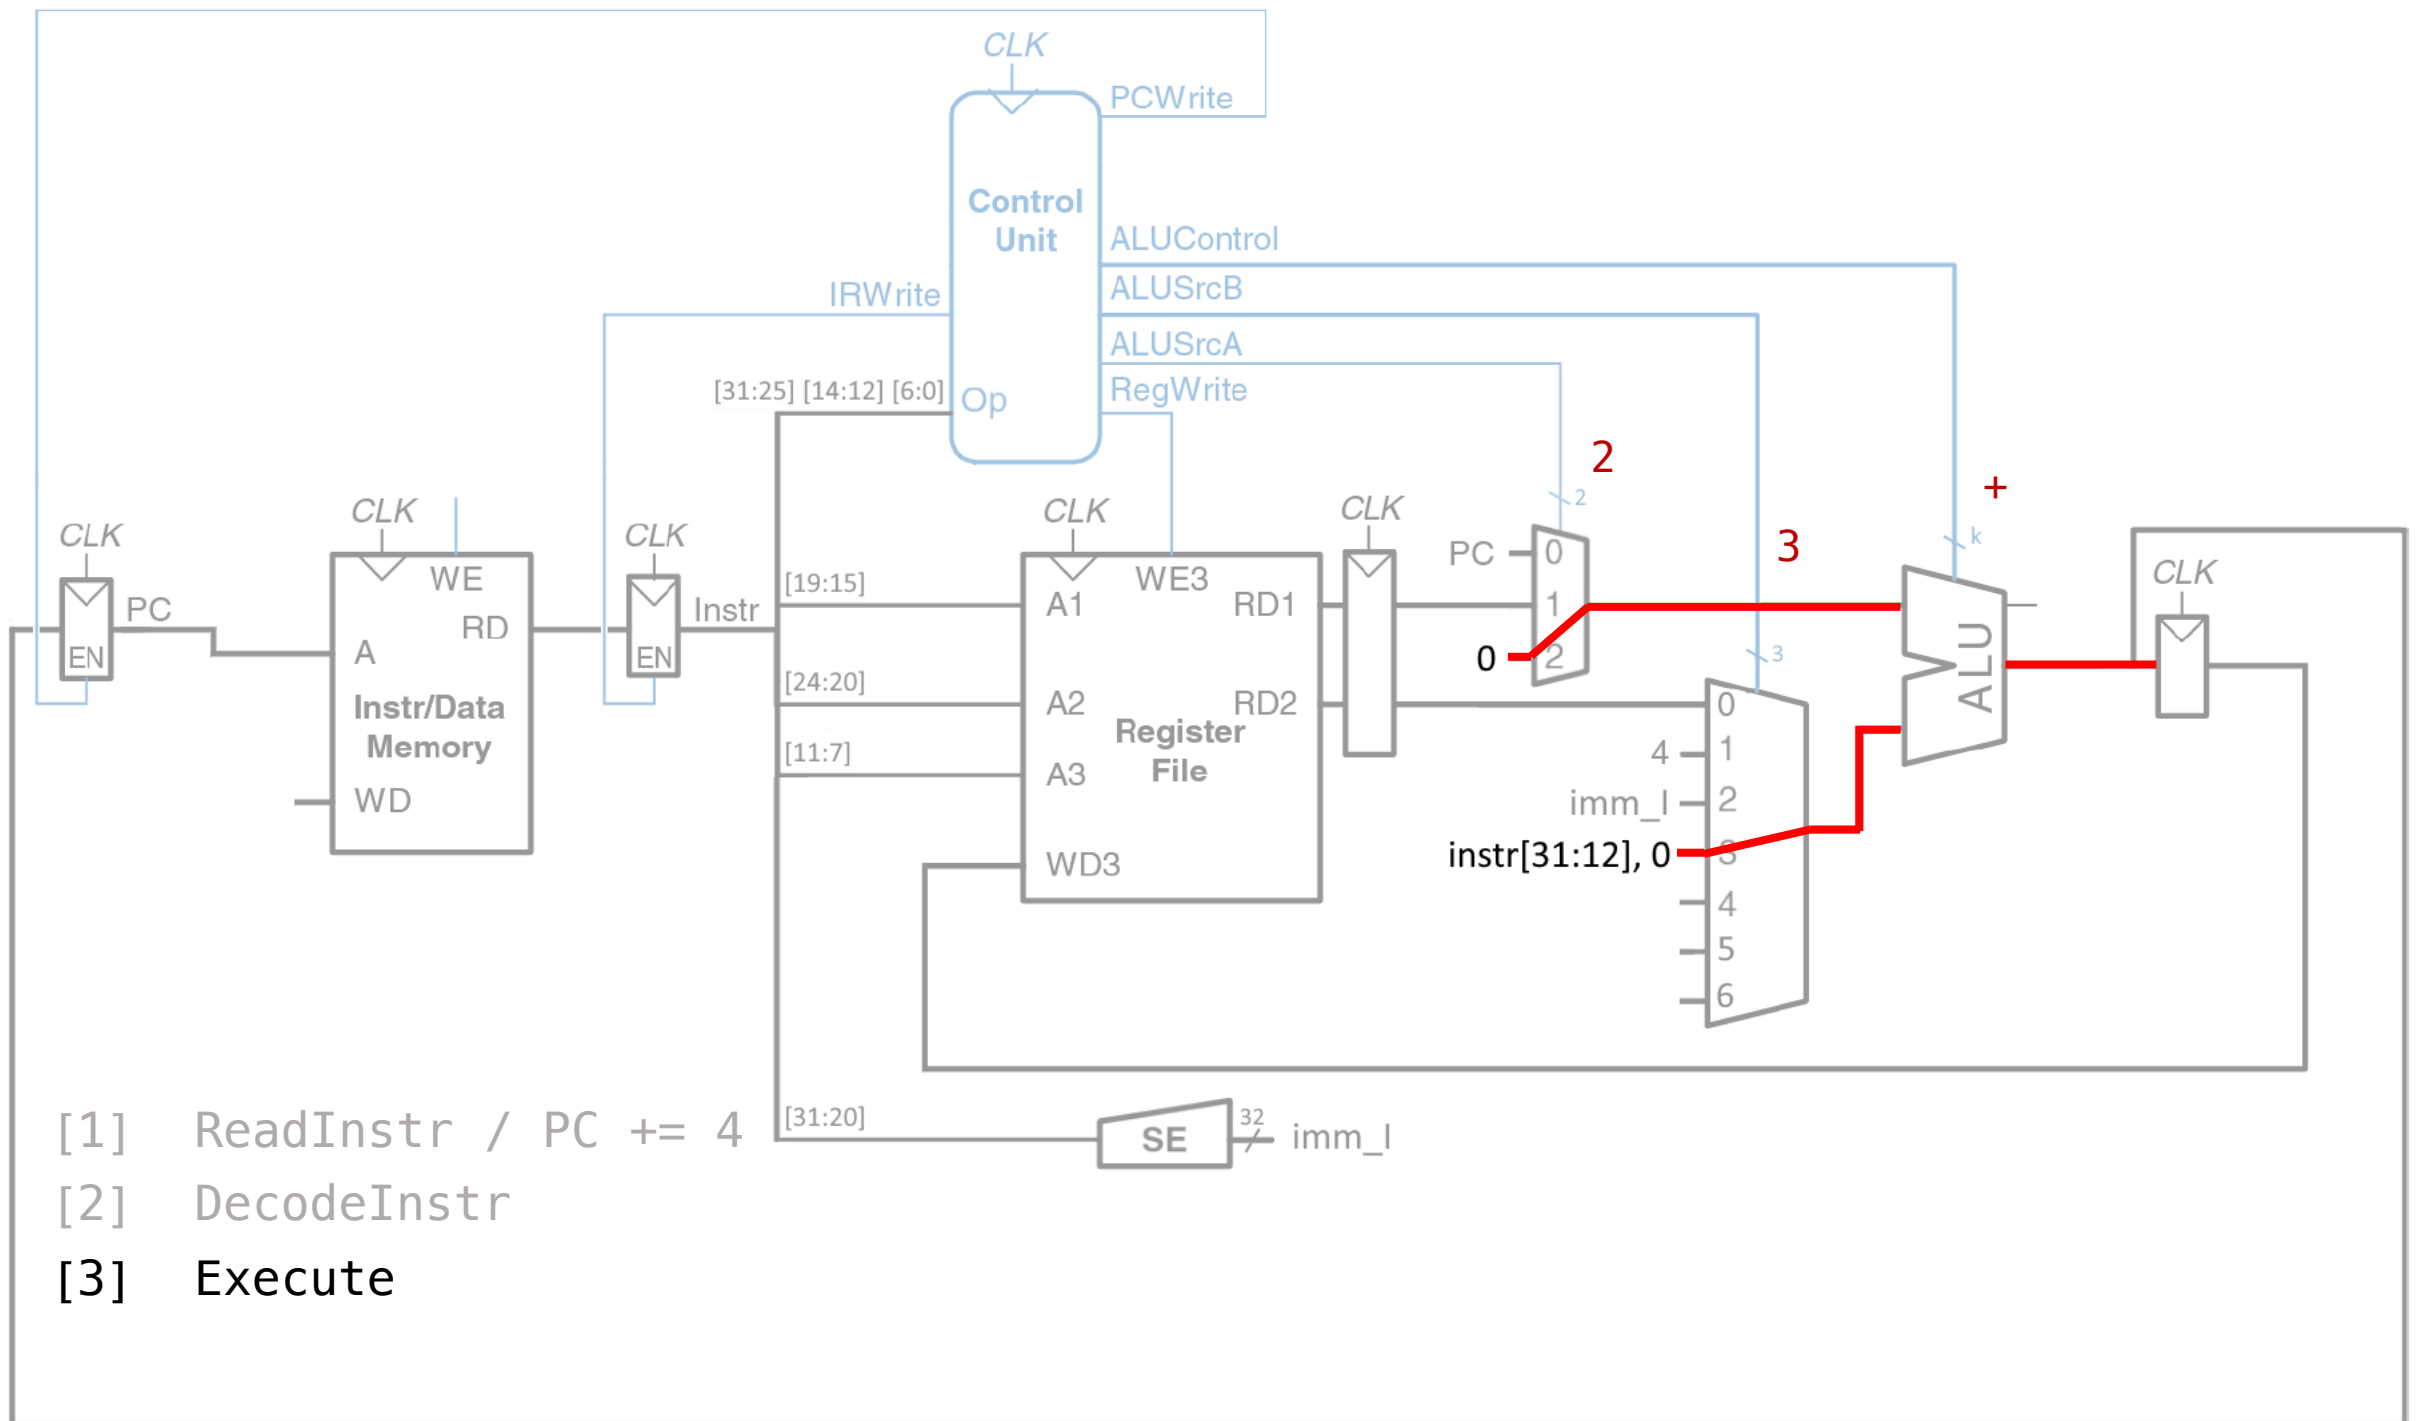 CLK
PCWrite
Control
Unit
ALUControl
ALUSrcB
IRWrite
ALUSrcA
RegWrite
[31:25] [14:12] [6:0]
Op
2
2
+
3
k
CLK
CLK
CLK
CLK
CLK
CLK
PC
EN
WE
A
RD
Instr/Data
Memory
WD
EN
Instr
[19:15]
[24:20]
[11:7]
A1
WE3
RD1
A2
RD2
Register
File
A3
WD3
PC
0
1
0
2
3
0
4
1
imm_I
2
instr[31:12], 0
3
4
5
6
ALU
[31:20]
SE
32
imm_I
[1] ReadInstr / PC += 4
[2] DecodeInstr
[3] Execute